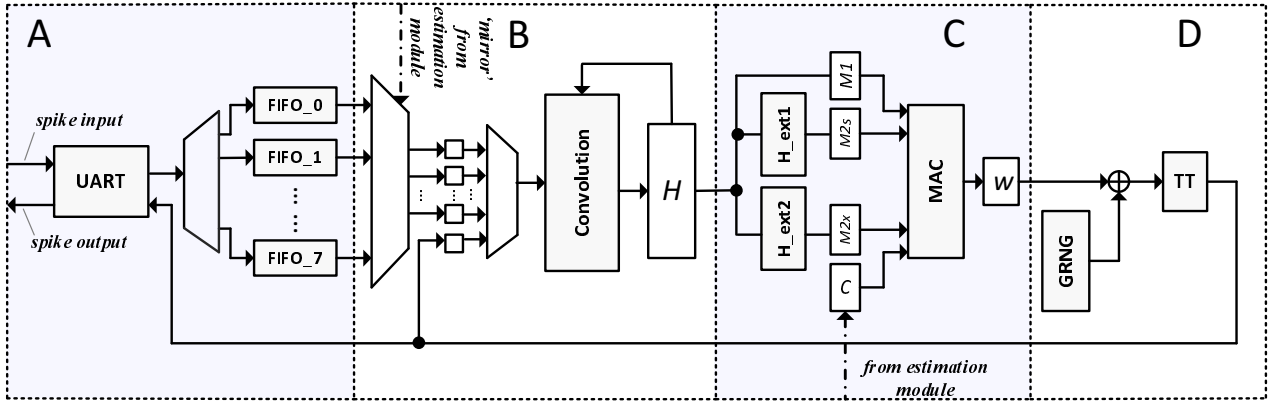 A
B
C
D
spike input
UART
spike output
FIFO_0
FIFO_1
FIFO_7
'mirror'
from
estimation
module
Convolution
H
H_ext1
H_ext2
M1
M2s
M2x
C
MAC
w
GRNG
TT
from estimation
module